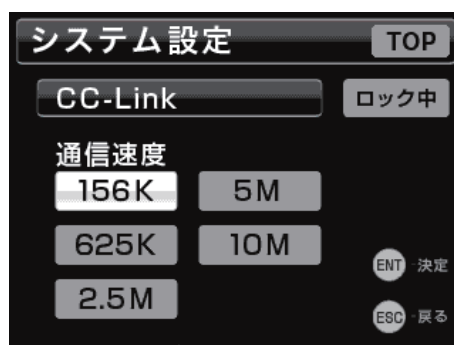 システム設定 TOP
CC-Link ロック中
通信速度
156K 5M
625K 10M
ENT 決定
2.5M
ESC 戻る